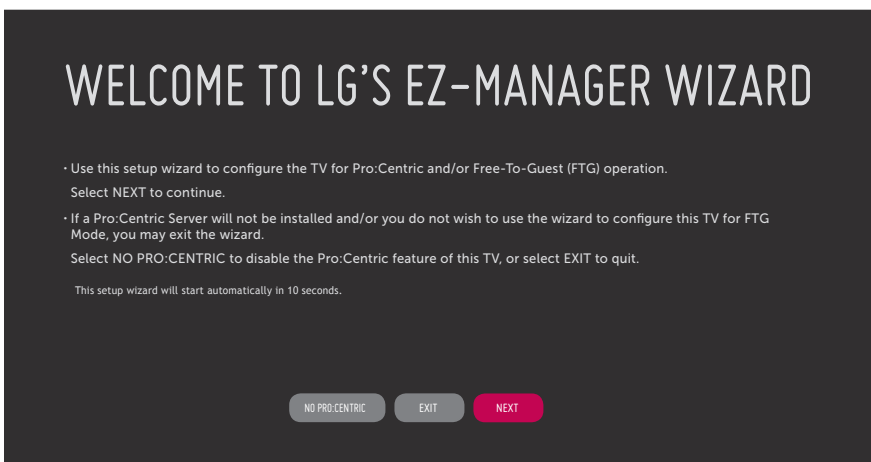 WELCOME TO LG'S EZ-MANAGER WIZARD
· Use this setup wizard to configure the TV for Pro:Centric and/or Free-To-Guest (FTG) operation.
Select NEXT to continue.
· If a Pro:Centric Server will not be installed and/or you do not wish to use the wizard to configure this TV for FTG
Mode, you may exit the wizard.
Select NO PRO:CENTRIC to disable the Pro:Centric feature of this TV, or select EXIT to quit.
This setup wizard will start automatically in 10 seconds.
NO PRO:CENTRIC EXIT NEXT